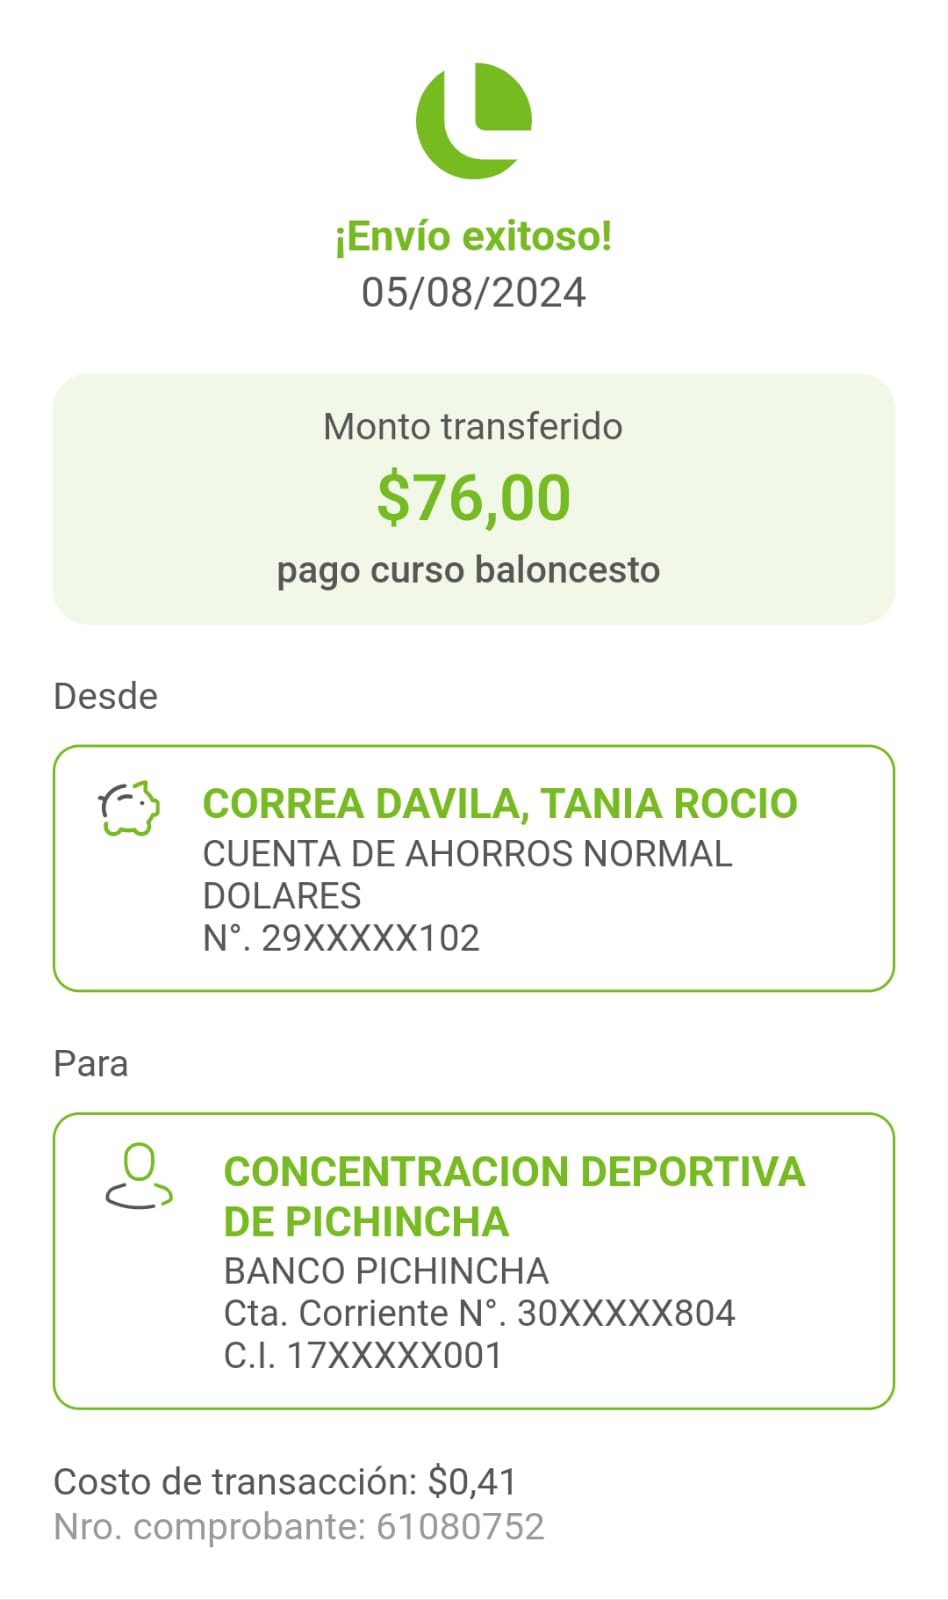 ¡Envío exitoso!
05/08/2024
Monto transferido
$76,00
pago curso baloncesto
Desde
CORREA DAVILA, TANIA ROCIO
CUENTA DE AHORROS NORMAL
DOLARES
N°. 29XXXXX102
Para
CONCENTRACION DEPORTIVA
DE PICHINCHA
BANCO PICHINCHA
Cta. Corriente N°. 30XXXXX804
C.I. 17XXXXX001
Costo de transacción: $0,41
Nro. comprobante: 61080752